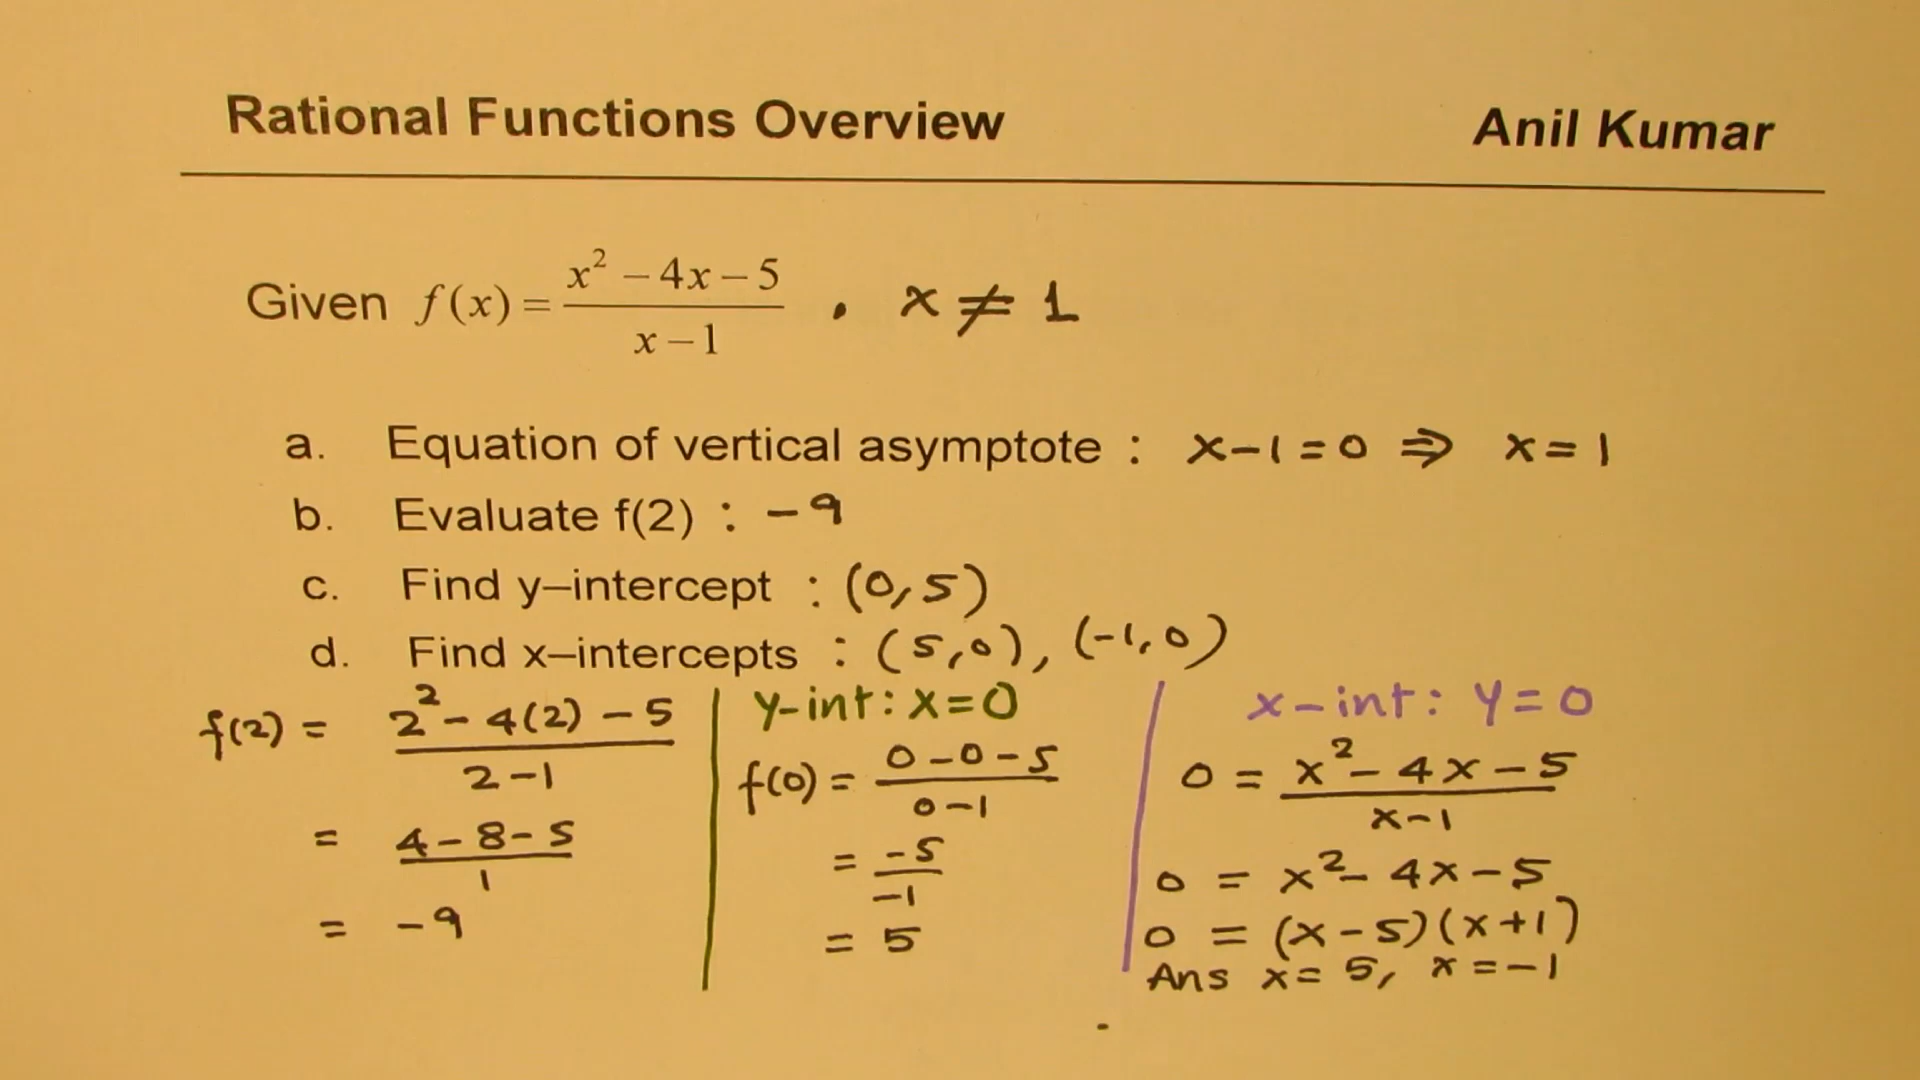 Rational Functions Overview Anil Kumar
Given f(x) = (x² – 4x – 5)/(x – 1) , x ≠ 1
a. Equation of vertical asymptote : x-1=0 ⇒ x=1
b. Evaluate f(2) : -9
c. Find y–intercept : (0,5)
d. Find x–intercepts : (5,0), (-1,0)
f(2) = (2² - 4(2) - 5)/(2-1)
= (4-8-5)/1
= -9
y-int: x=0
f(0) = (0-0-5)/(0-1)
= -5/-1
= 5
x-int: y=0
0 = (x² - 4x - 5)/(x-1)
0 = x² - 4x - 5
0 = (x-5)(x+1)
Ans x= 5, x=-1